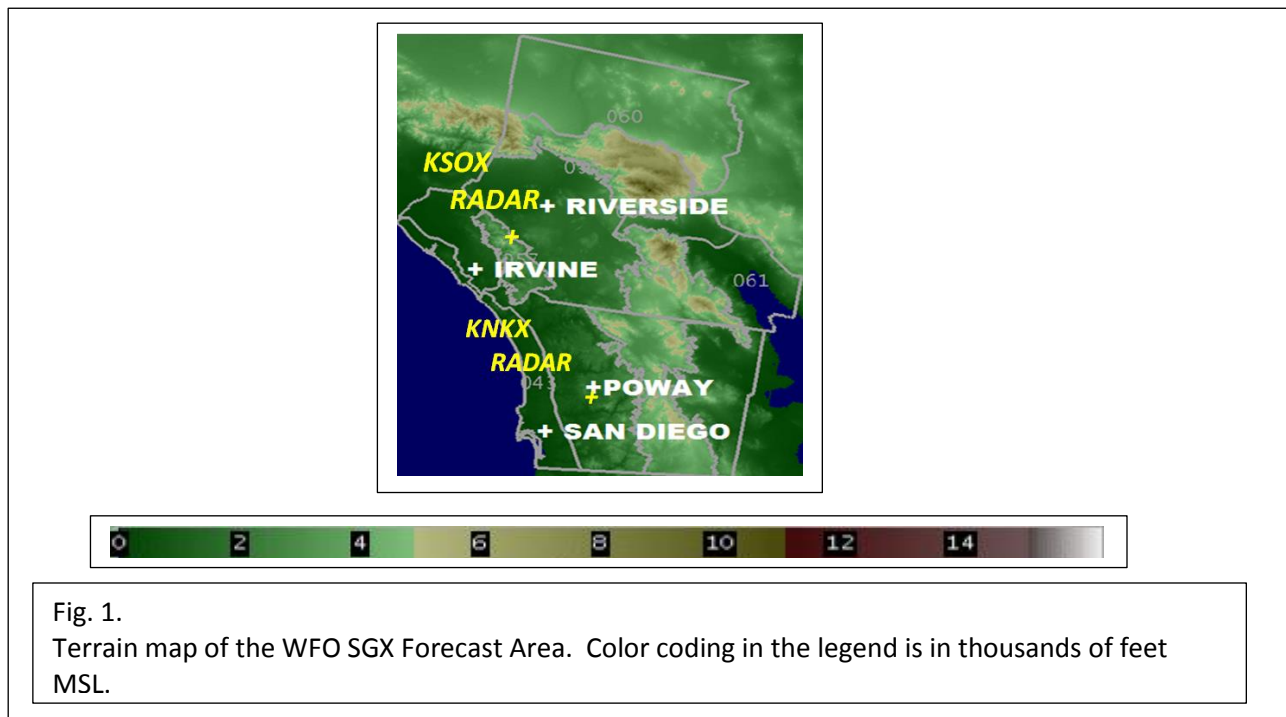 060
KSOX
09
RADAR
+ RIVERSIDE
+
057
+ IRVINE
061
KNKX
RADAR
043
+POWAY
+
+ SAN DIEGO
0 2 4 6 8 10 12 14
Fig. 1.
Terrain map of the WFO SGX Forecast Area. Color coding in the legend is in thousands of feet
MSL.